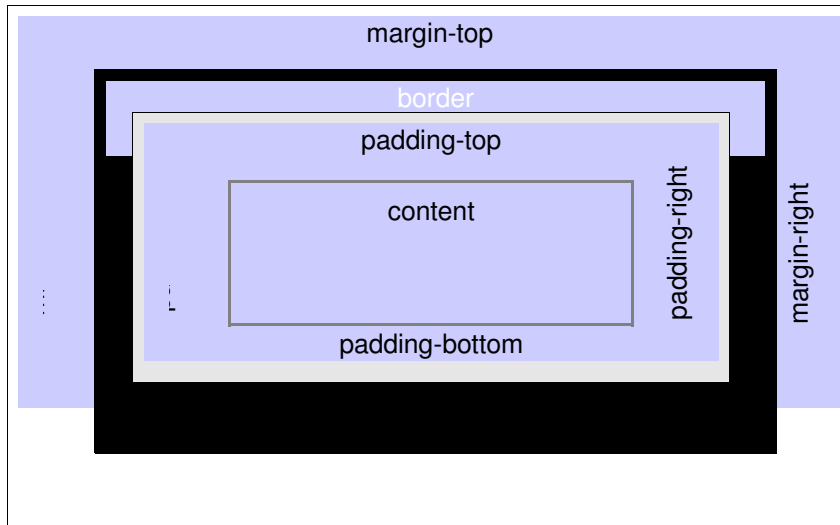 margin-top
border
padding-top
content
padding-right
margin-right
padding-bottom